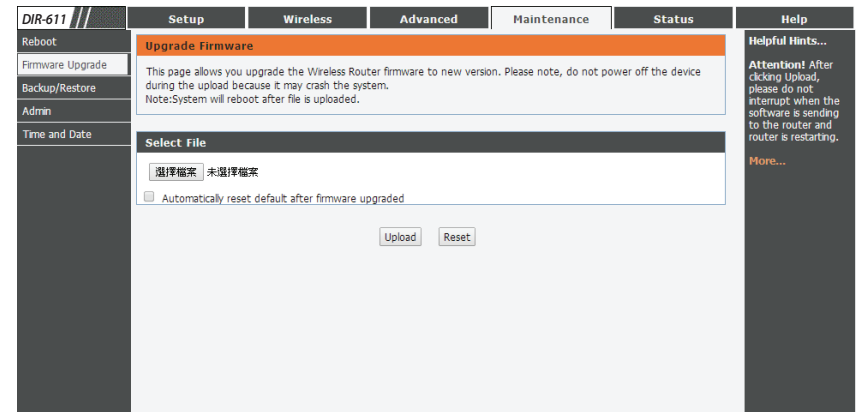 DIR-611
Setup
Wireless
Advanced
Maintenance
Status
Help
Reboot
Firmware Upgrade
Backup/Restore
Admin
Time and Date
Upgrade Firmware
This page allows you upgrade the Wireless Router firmware to new version. Please note, do not power off the device
during the upload because it may crash the system.
Note:System will reboot after file is uploaded.
Select File
選擇檔案 未選擇檔案
Automatically reset default after firmware upgraded
Upload Reset
Helpful Hints...
Attention! After
clicking Upload,
please do not
interrupt when the
software is sending
to the router and
router is restarting.
More...